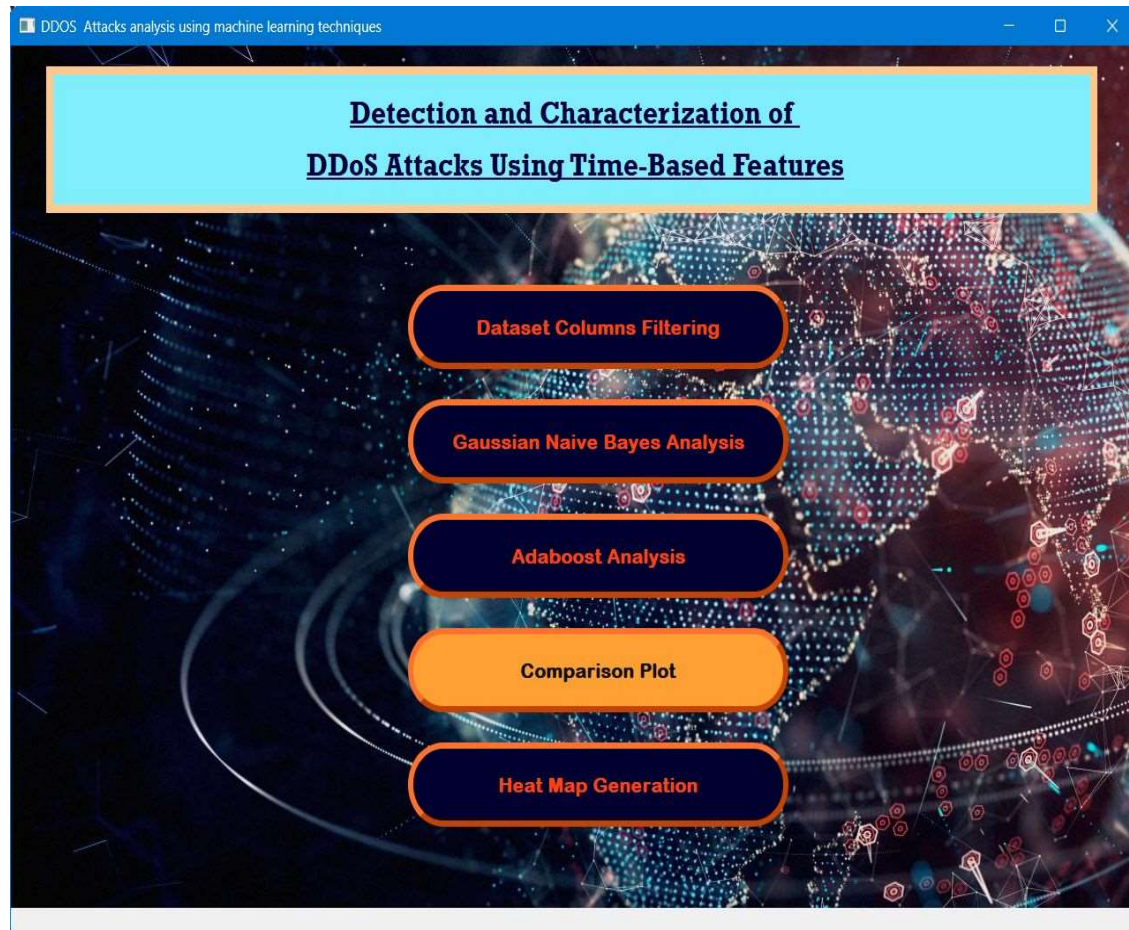 DDOS Attacks analysis using machine learning techniques
Detection and Characterization of
DDoS Attacks Using Time-Based Features
Dataset Columns Filtering
Gaussian Naive Bayes Analysis
Adaboost Analysis
Comparison Plot
Heat Map Generation